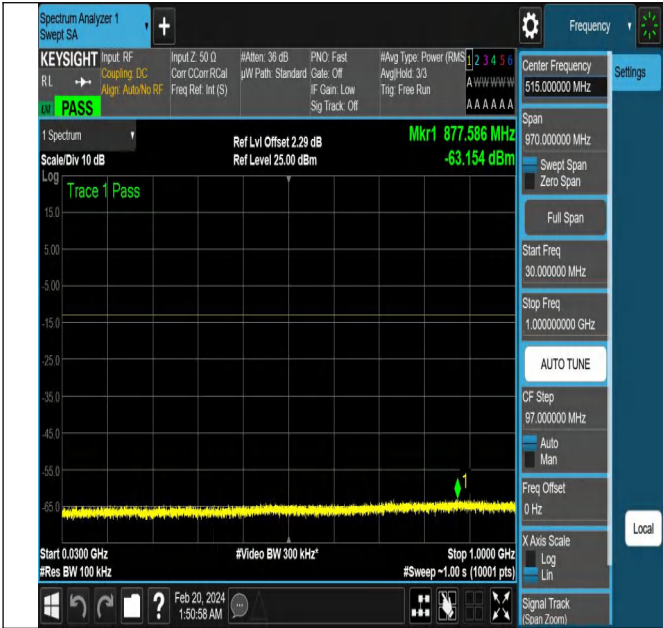 Spectrum Analyzer 1
Swept SA
Frequency
KEYSIGHT
R L
PASS
Input: RF
Coupling: DC
Align: Auto/No RF
Input Z: 50 Ω
Corr CCorr RCal
Freq Ref: Int (S)
#Atten: 36 dB
µW Path: Standard
PNO: Fast
Gate: Off
IF Gain: Low
Sig Track: Off
#Avg Type: Power (RMS
Avg|Hold: 3/3
Trig: Free Run
1 2 3 4 5 6
A W W W W W
A A A A A A
1 Spectrum
Scale/Div 10 dB
Ref Lvl Offset 2.29 dB
Ref Level 25.00 dBm
Mkr1 877.586 MHz
-63.154 dBm
Log
Trace 1 Pass
15.0
5.00
-5.00
-15.0
-25.0
-35.0
-45.0
-55.0
-65.0
1
Start 0.0300 GHz
#Res BW 100 kHz
#Video BW 300 kHz*
Stop 1.0000 GHz
#Sweep ~1.00 s (10001 pts)
?
Feb 20, 2024
1:50:58 AM
Center Frequency
515.000000 MHz
Span
970.000000 MHz
Swept Span
Zero Span
Full Span
Start Freq
30.000000 MHz
Stop Freq
1.000000000 GHz
AUTO TUNE
CF Step
97.000000 MHz
Auto
Man
Freq Offset
0 Hz
X Axis Scale
Log
Lin
Signal Track
(Span Zoom)
Settings
Local